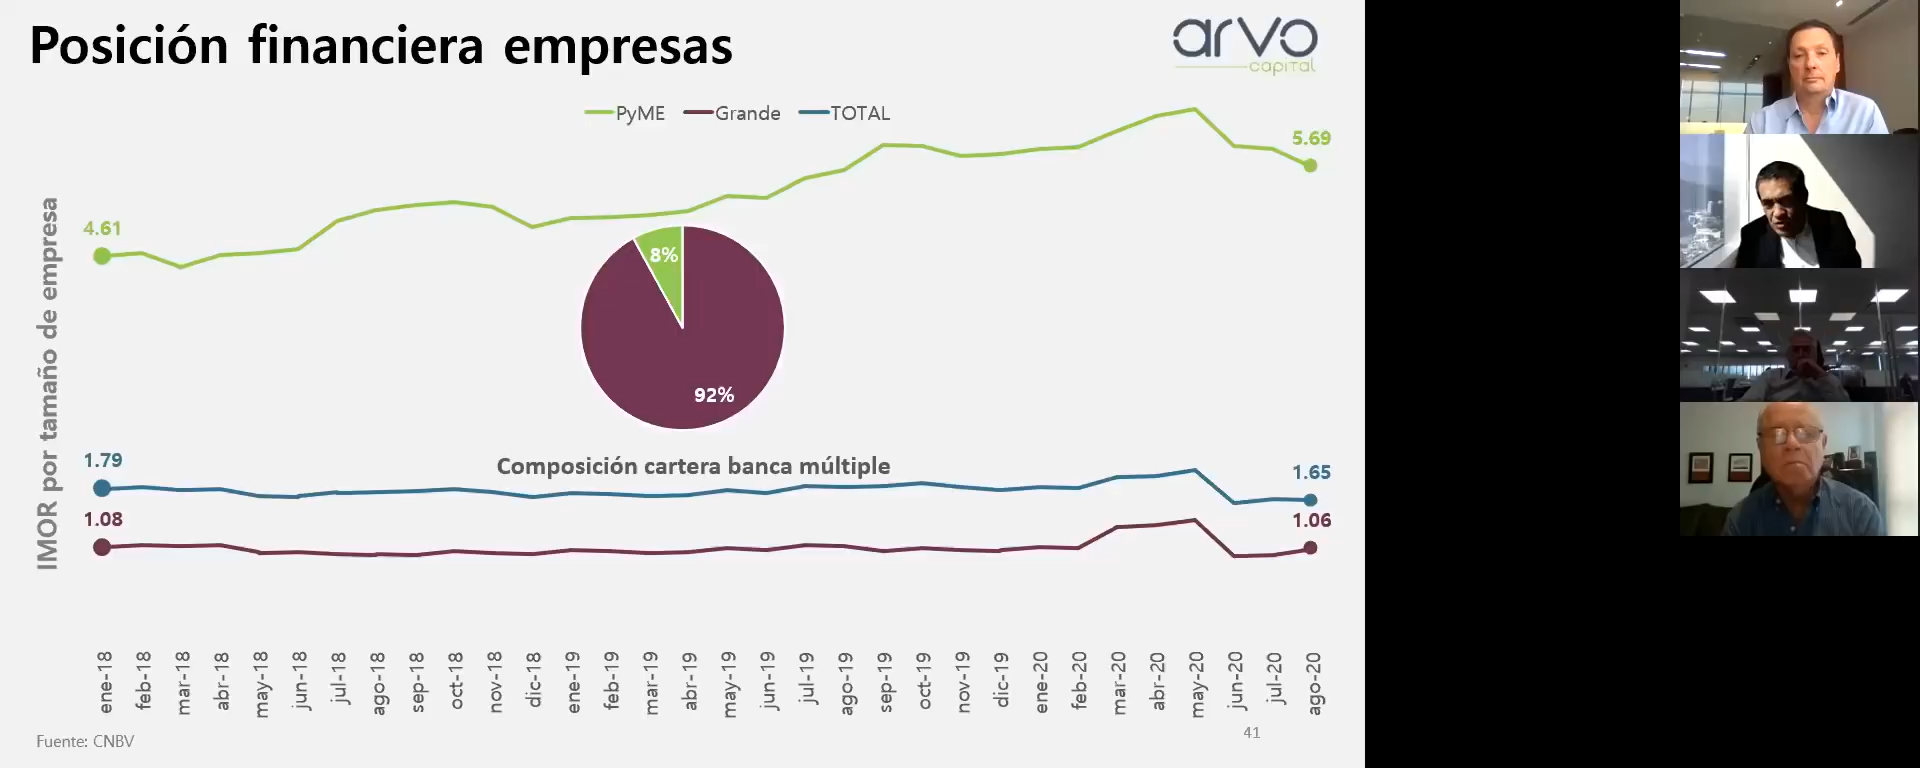 Posición financiera empresas
arvo
capital
PyME Grande TOTAL
IMOR por tamaño de empresa
4.61
5.69
8%
92%
Composición cartera banca múltiple
1.79
1.65
1.08
1.06
ene-18 feb-18 mar-18 abr-18 may-18 jun-18 jul-18 ago-18 sep-18 oct-18 nov-18 dic-18 ene-19 feb-19 mar-19 abr-19 may-19 jun-19 jul-19 ago-19 sep-19 oct-19 nov-19 dic-19 ene-20 feb-20 mar-20 abr-20 may-20 jun-20 jul-20 ago-20
41
Fuente: CNBV